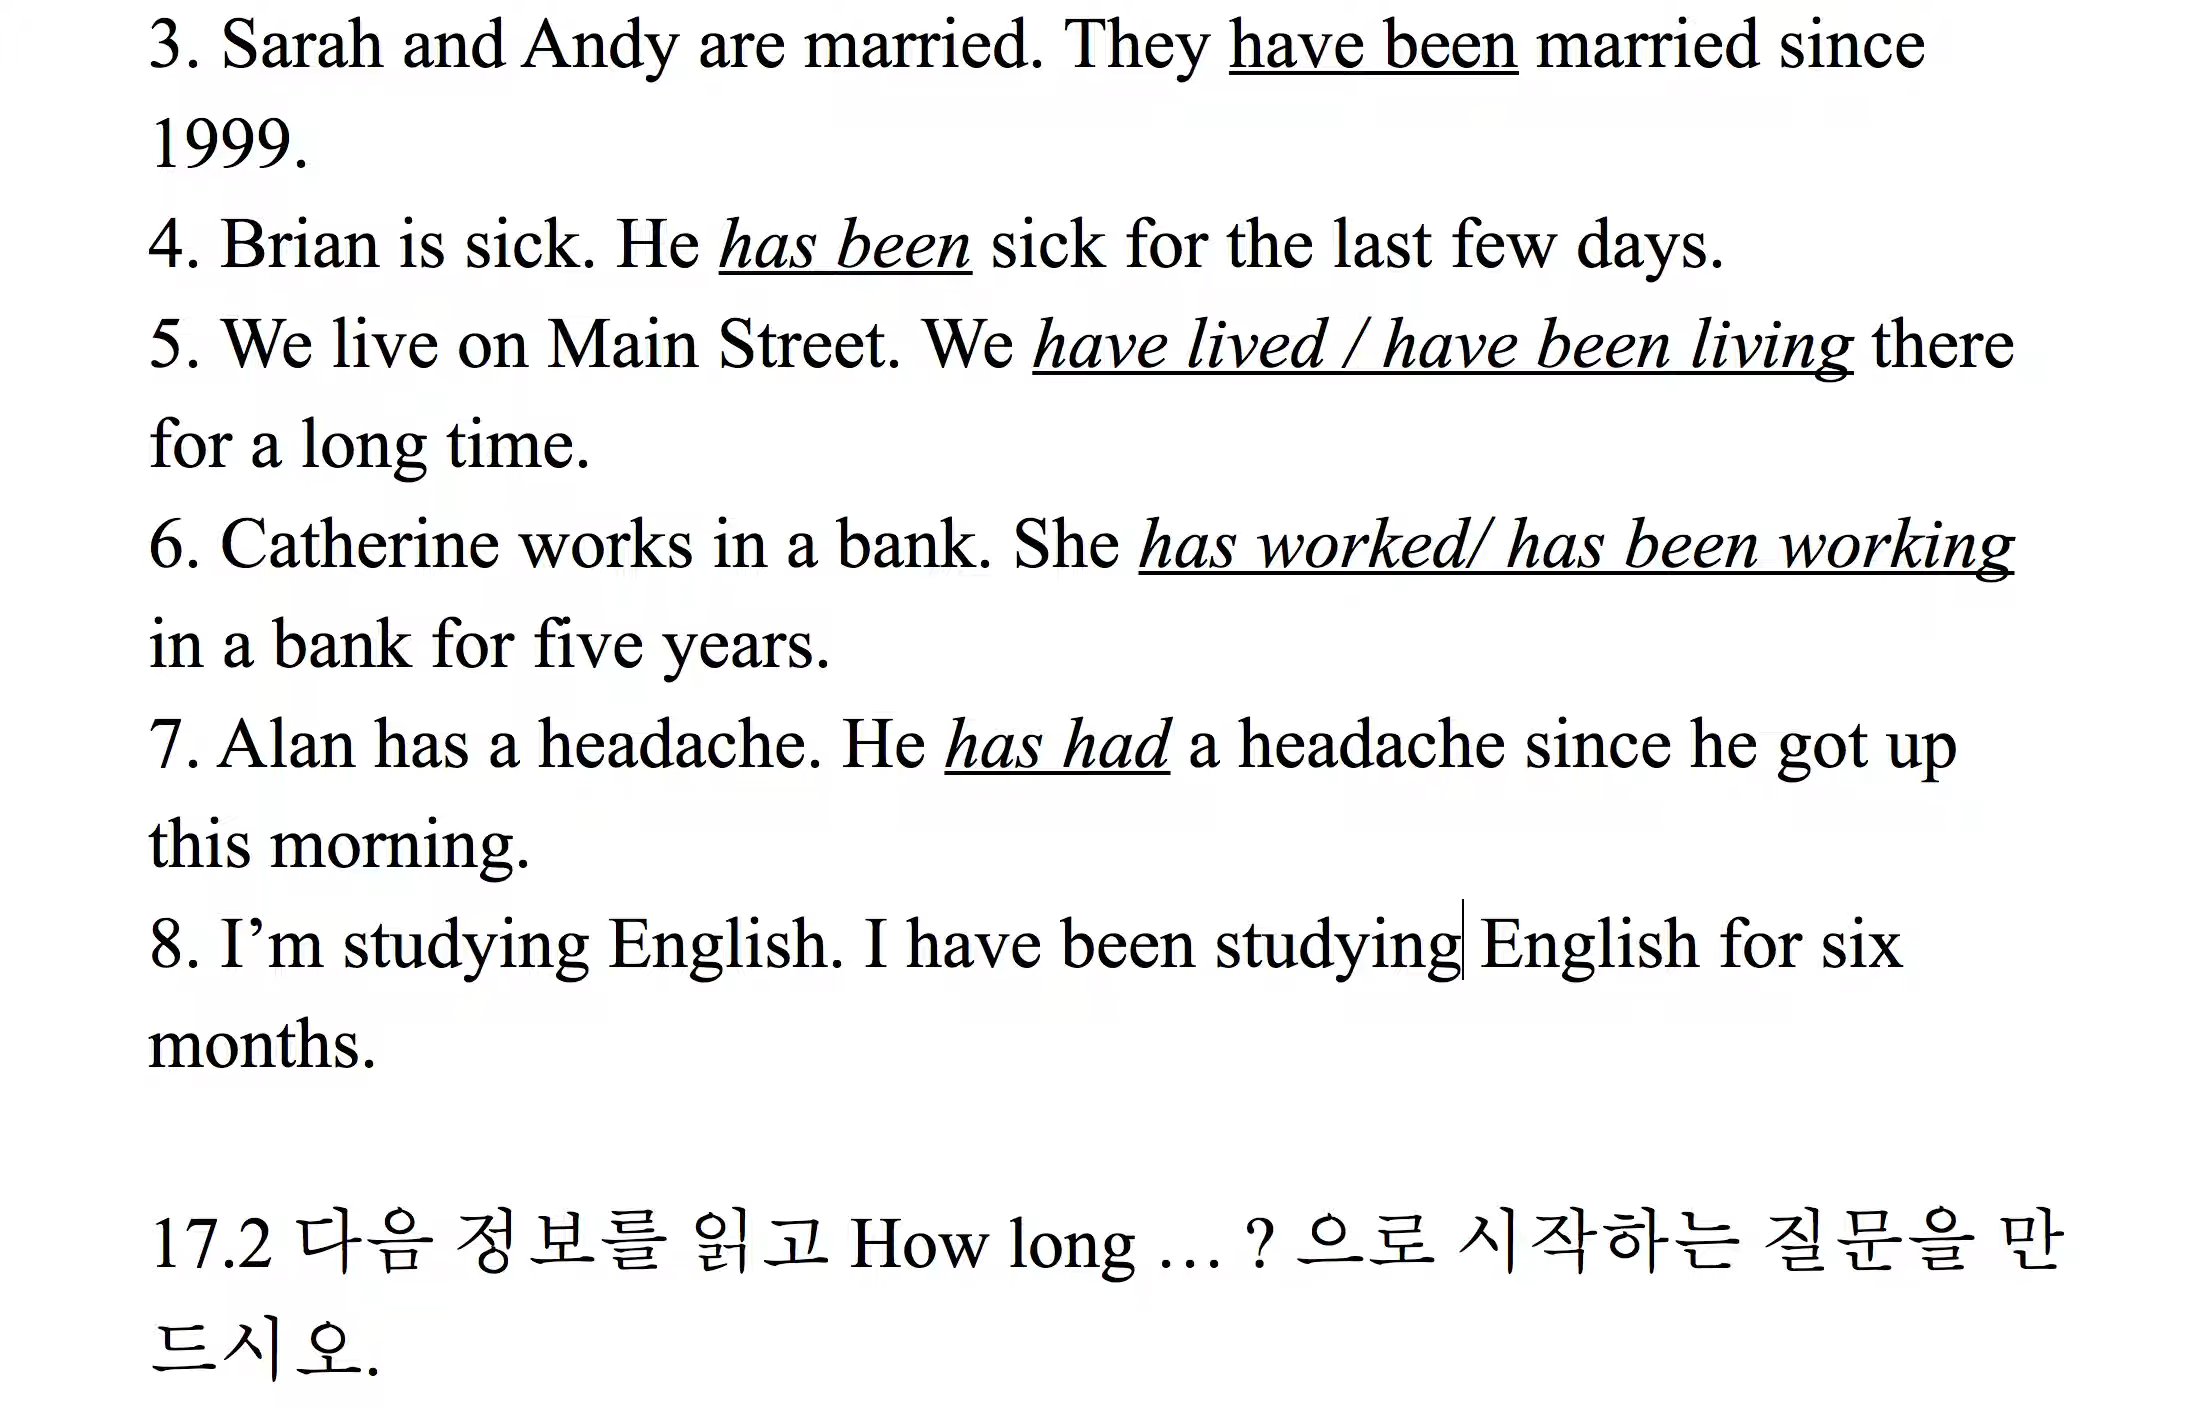 3. Sarah and Andy are married. They have been married since
1999.
4. Brian is sick. He has been sick for the last few days.
5. We live on Main Street. We have lived / have been living there
for a long time.
6. Catherine works in a bank. She has worked/ has been working
in a bank for five years.
7. Alan has a headache. He has had a headache since he got up
this morning.
8. I’m studying English. I have been studying English for six
months.
17.2 다음 정보를 읽고 How long … ? 으로 시작하는 질문을 만
드시오.